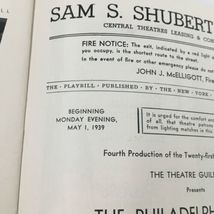 LL
SAM S. SHUBERT
CENTRAL THEATRES LEASING & CO
FIRE NOTICE: The exit, indicated by a red light
you occupy, is the shortest route to the street.
In the event of fire or other emergency please do
JOHN J. McELLIGOTT, Fire
THE PLAYBILL PUBLISHED BY THE NEW YORK
BEGINNING
MONDAY EVENING,
MAY 1, 1939
It is urged for the comfort
of all, that theatre patrons
from lighting matches in this
Fourth Production of the Twenty-first
THE THEATRE GUIL
Presents
THE PHILADELPH